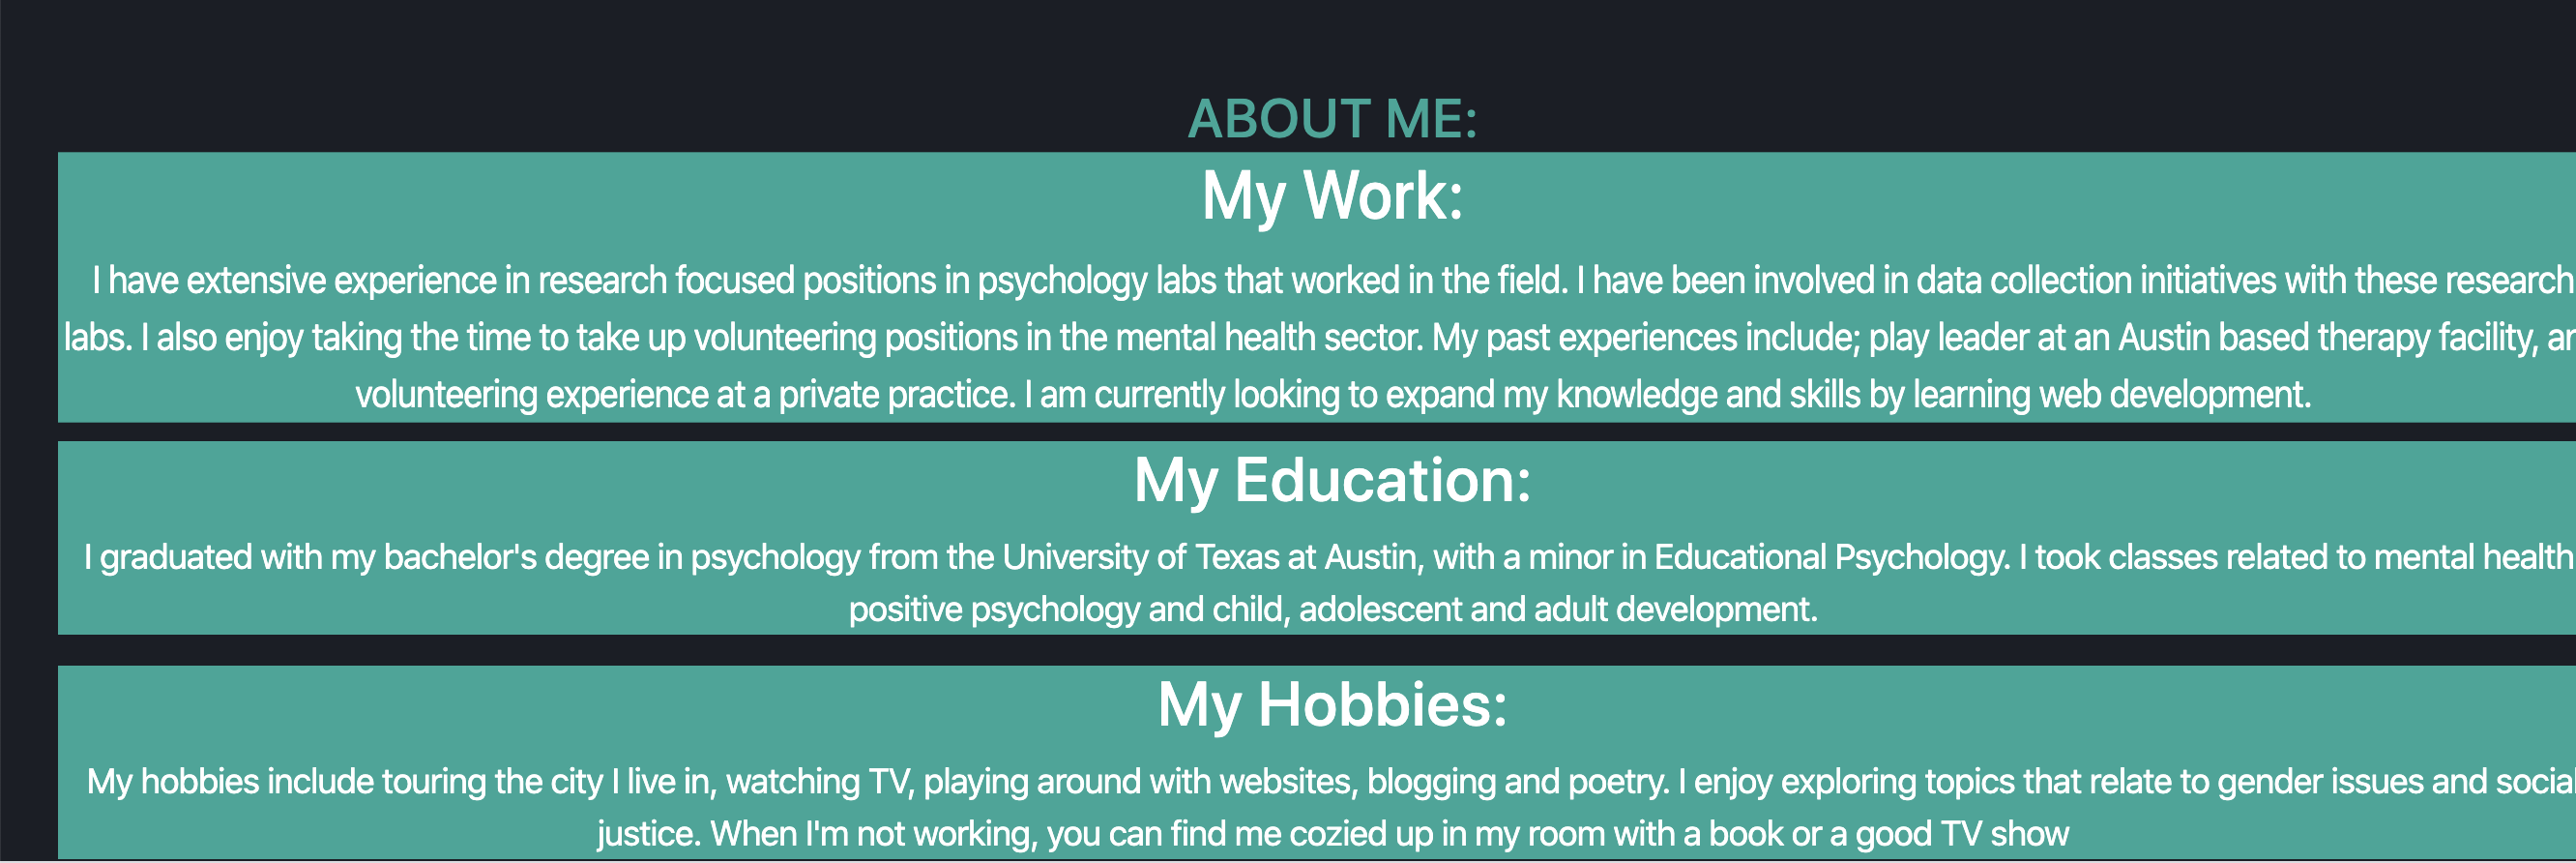 ABOUT ME:
My Work:
I have extensive experience in research focused positions in psychology labs that worked in the field. I have been involved in data collection initiatives with these research
labs. I also enjoy taking the time to take up volunteering positions in the mental health sector. My past experiences include; play leader at an Austin based therapy facility,
volunteering experience at a private practice. I am currently looking to expand my knowledge and skills by learning web development.
My Education:
I graduated with my bachelor's degree in psychology from the University of Texas at Austin, with a minor in Educational Psychology. I took classes related to mental health
positive psychology and child, adolescent and adult development.
My Hobbies:
My hobbies include touring the city I live in, watching TV, playing around with websites, blogging and poetry. I enjoy exploring topics that relate to gender issues and social
justice. When I'm not working, you can find me cozied up in my room with a book or a good TV show